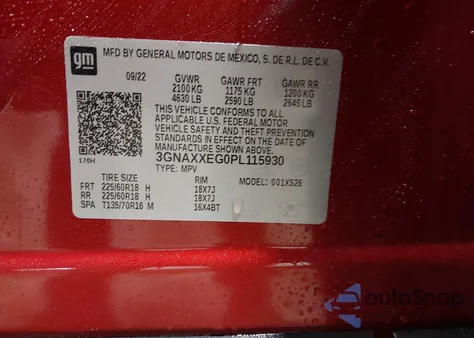 gm
MFD BY GENERAL MOTORS DE MEXICO, S. DE R.L. DE C.V.
09/22 GVWR GAWR FRT GAWR RR
2100 KG 1175 KG 1200 KG
4630 LB 2590 LB 2645 LB
THIS VEHICLE CONFORMS TO ALL
APPLICABLE U.S. FEDERAL MOTOR
VEHICLE SAFETY STANDARDS
IN EFFECT ON THE DATE OF
MANUFACTURE SHOWN ABOVE.
170H 3GNAXXEG0PL115930
TYPE: MPV
TIRE SIZE RIM MODEL: 001XS26
FRT 225/60R18 H 18X7J
RR 225/60R18 H 18X7J
SPA T135/70R16 M 16X4BT
autoSnap